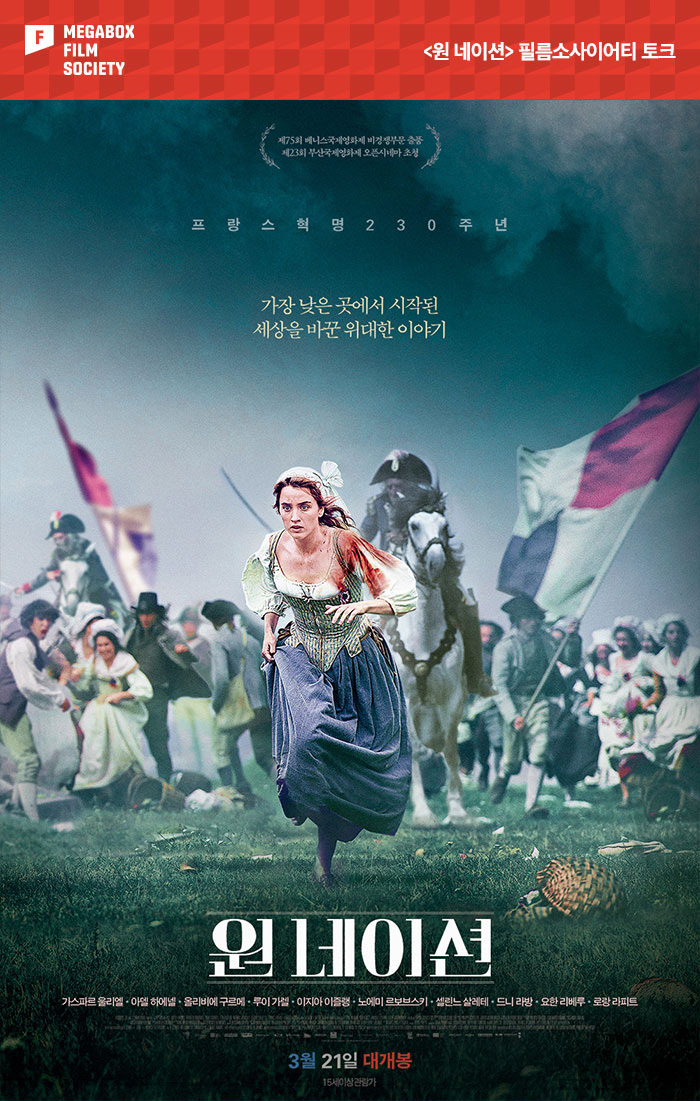 F
MEGABOX
FILM
SOCIETY
<원 네이션> 필름소사이어티 토크
제75회 베니스국제영화제 비경쟁부문 출품
제23회 부산국제영화제 오픈시네마 초청
프랑스혁명230주년
가장 낮은 곳에서 시작된
세상을 바꾼 위대한 이야기
원 네이션
가스파르 울리엘 · 아델 하에넬 · 올리비에 구르메 · 루이 가렐 · 이지아 이즐랭 · 노에미 르보브스키 · 셀린느 살레테 · 드니 라방 · 요한 리베루 · 로랑 라피트
3월 21일 대개봉
15세이상관람가